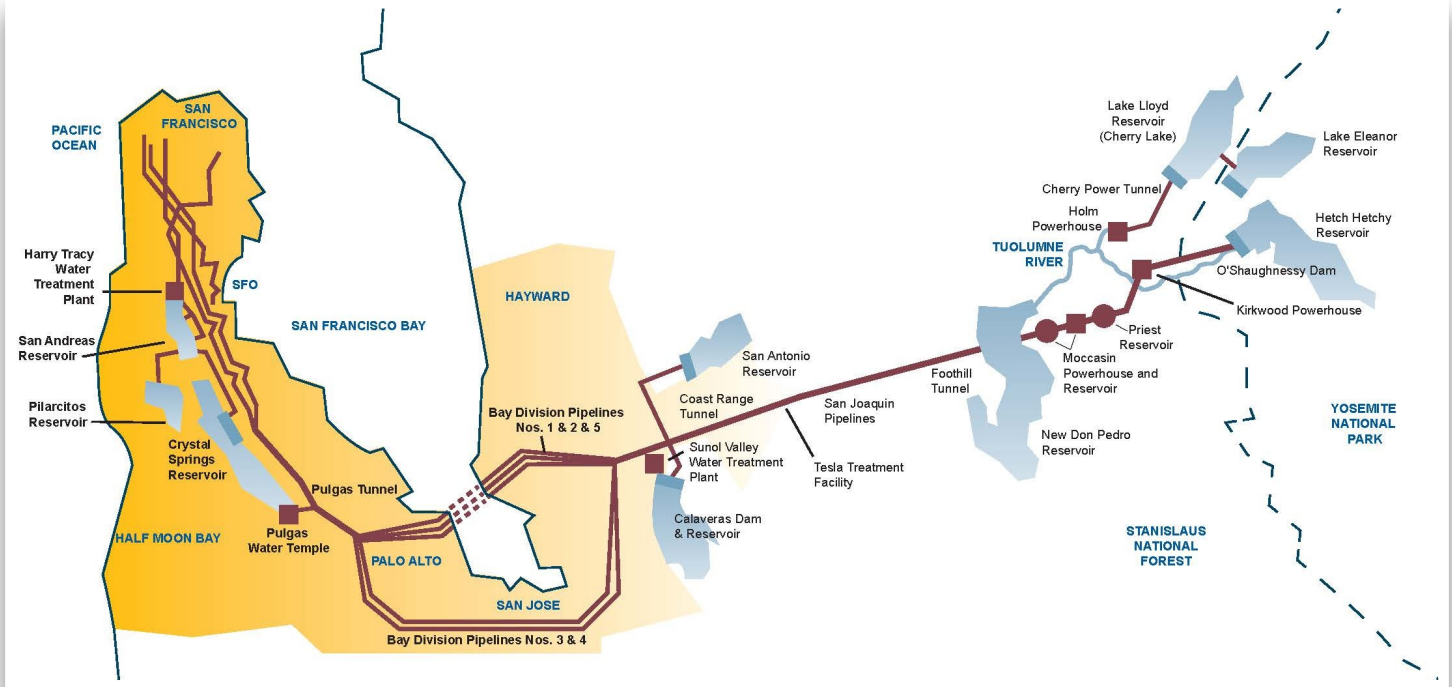 PACIFIC
OCEAN
SAN
FRANCISCO
Harry Tracy
Water
Treatment
Plant
SFO
SAN FRANCISCO BAY
San Andreas
Reservoir
Pilarcitos
Reservoir
Crystal
Springs
Reservoir
HALF MOON BAY
Pulgas
Water Temple
Pulgas Tunnel
PALO ALTO
SAN JOSE
Bay Division Pipelines Nos. 3 & 4
HAYWARD
Bay Division Pipelines
Nos. 1 & 2 & 5
San Antonio
Reservoir
Coast Range
Tunnel
Sunol Valley
Water Treatment
Plant
Calaveras Dam
& Reservoir
San Joaquin
Pipelines
Tesla Treatment
Facility
Foothill
Tunnel
New Don Pedro
Reservoir
Moccasin
Powerhouse and
Reservoir
Priest
Reservoir
TUOLUMNE
RIVER
Holm
Powerhouse
Cherry Power Tunnel
Lake Lloyd
Reservoir
(Cherry Lake)
Lake Eleanor
Reservoir
Hetch Hetchy
Reservoir
O'Shaughnessy Dam
Kirkwood Powerhouse
YOSEMITE
NATIONAL
PARK
STANISLAUS
NATIONAL
FOREST